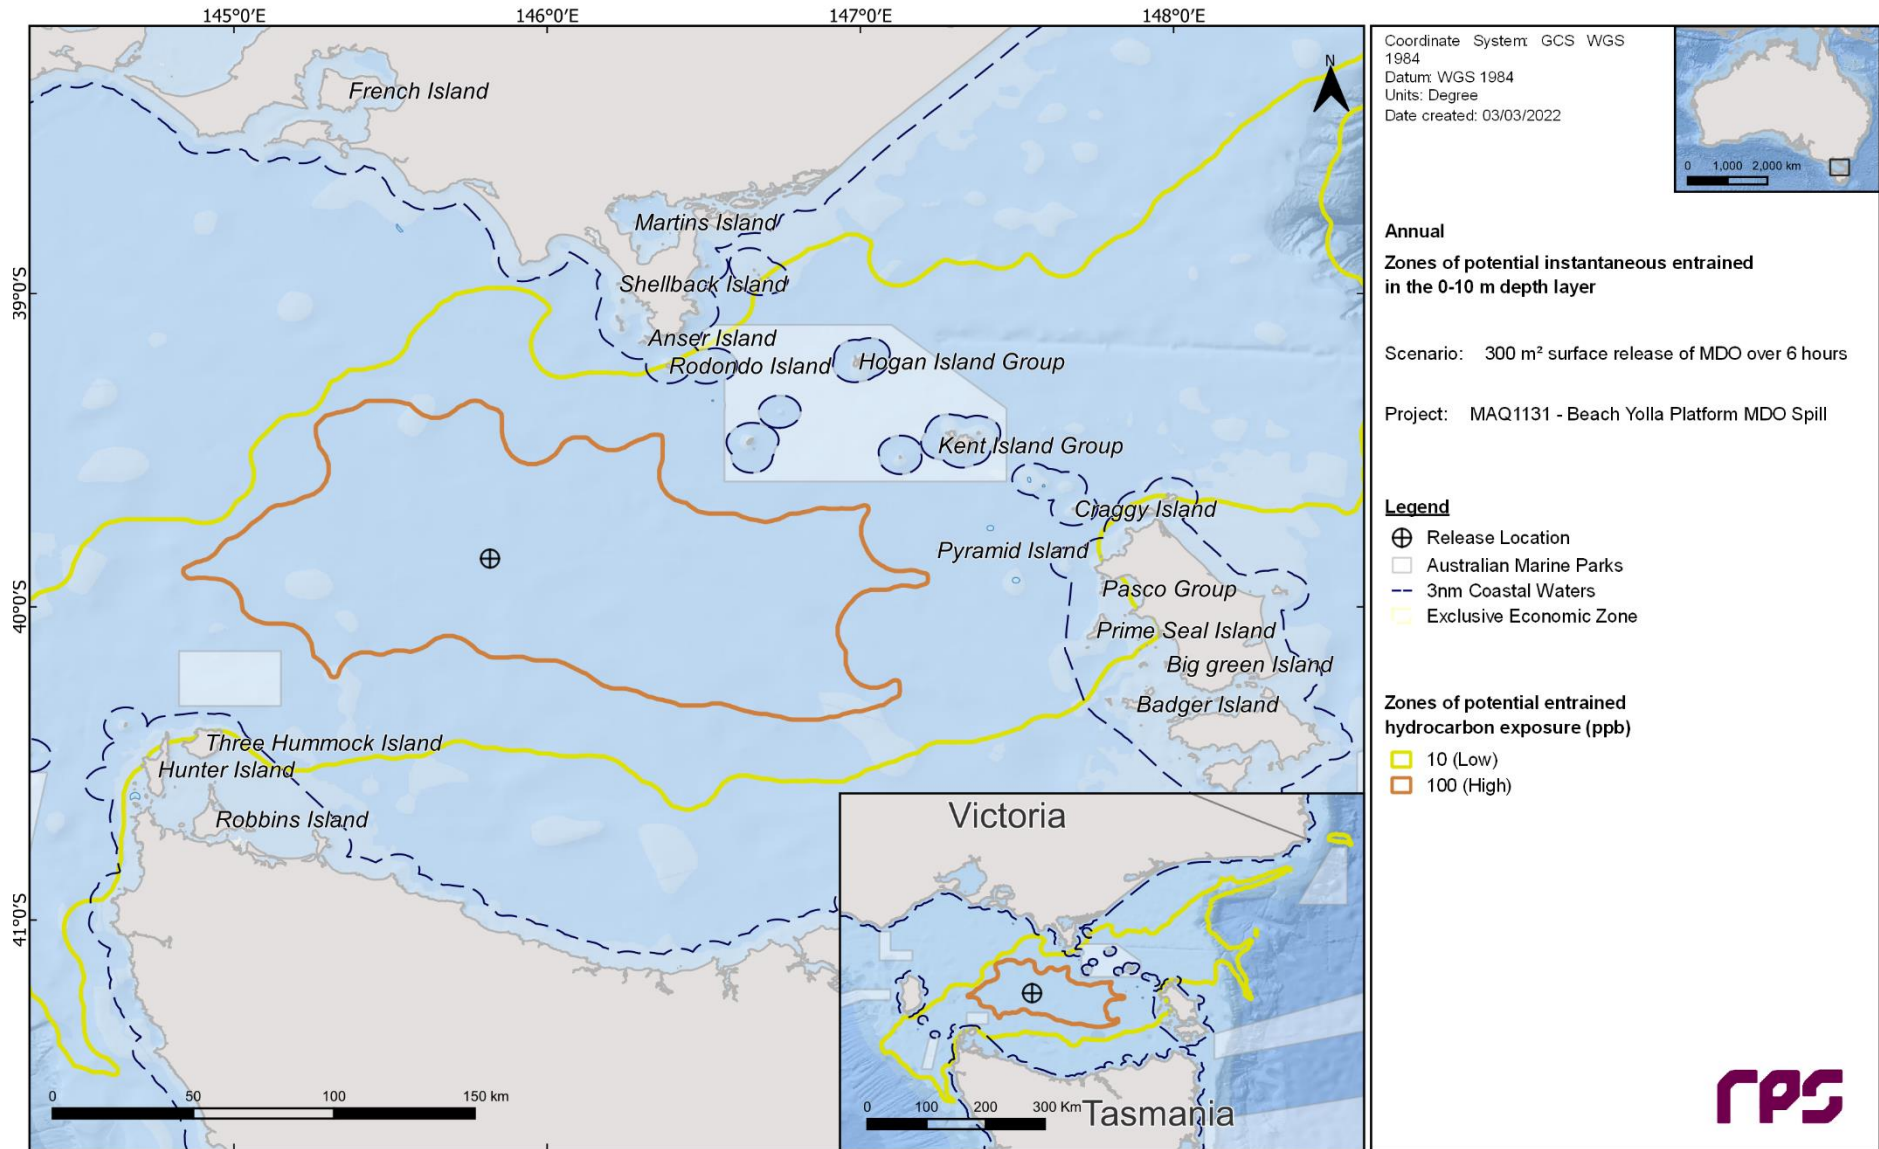 145°0'E
146°0'E
147°0'E
148°0'E
39°0'S
40°0'S
41°0'S
French Island
Martins Island
Shellback Island
Anser Island
Rodondo Island
Hogan Island Group
Kent Island Group
Craggy Island
Pyramid Island
Pasco Group
Prime Seal Island
Big green Island
Badger Island
Three Hummock Island
Hunter Island
Robbins Island
N
0 50 100 150 km
Victoria
Tasmania
0 100 200 300 Km
Coordinate System: GCS WGS
1984
Datum: WGS 1984
Units: Degree
Date created: 03/03/2022
0 1,000 2,000 km
Annual
Zones of potential instantaneous entrained
in the 0-10 m depth layer
Scenario: 300 m² surface release of MDO over 6 hours
Project: MAQ1131 - Beach Yolla Platform MDO Spill
Legend
Release Location
Australian Marine Parks
3nm Coastal Waters
Exclusive Economic Zone
Zones of potential entrained
hydrocarbon exposure (ppb)
10 (Low)
100 (High)
rps